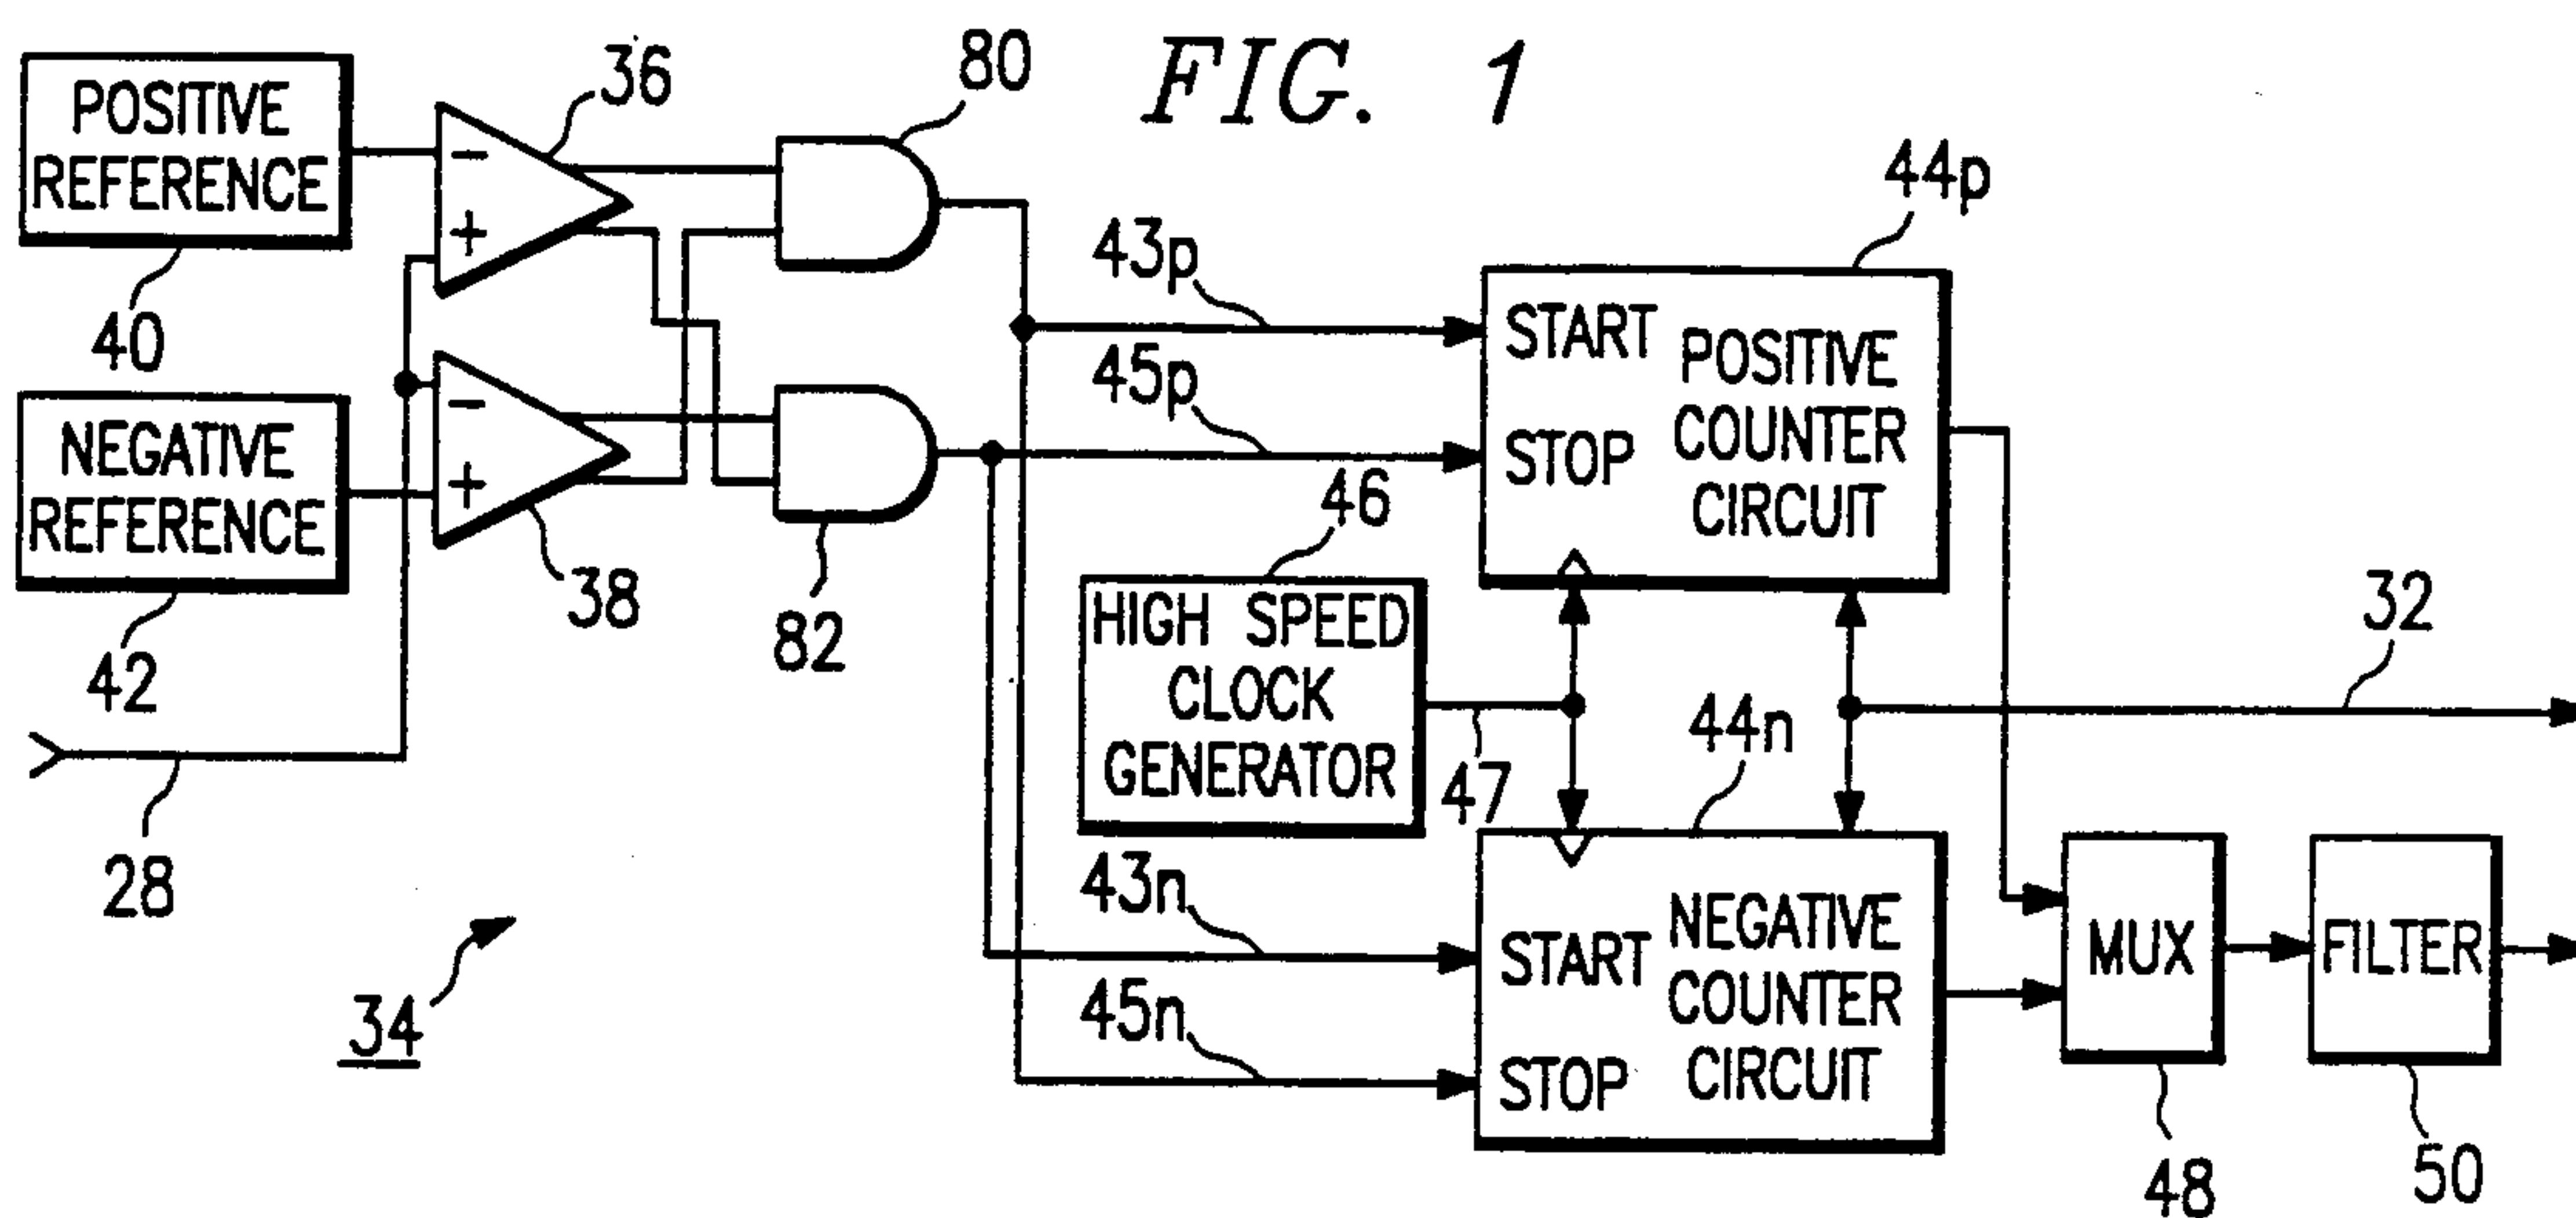 FIG. 1
POSITIVE
REFERENCE
40
36
80
-
+
NEGATIVE
REFERENCE
42
-
+
38
82
28
34
43p
45p
44p
START
STOP
POSITIVE
COUNTER
CIRCUIT
46
HIGH SPEED
CLOCK
GENERATOR
47
32
44n
43n
45n
START
STOP
NEGATIVE
COUNTER
CIRCUIT
MUX
48
FILTER
50